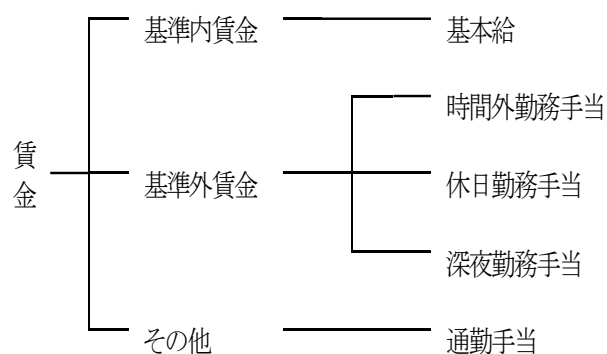 賃金
基準内賃金
基本給
基準外賃金
時間外勤務手当
休日勤務手当
深夜勤務手当
その他
通勤手当